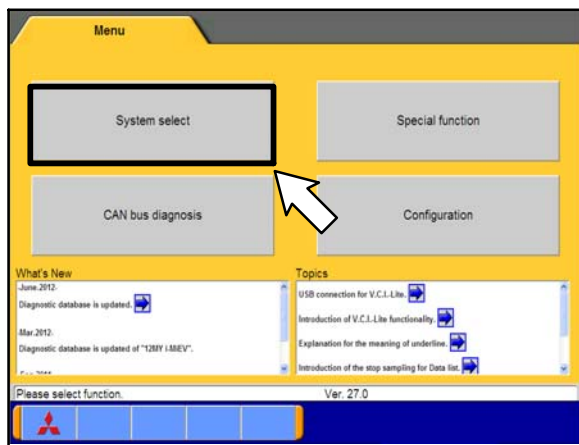 Menu
System select
Special function
CAN bus diagnosis
Configuration
What's New
-June.2012-
Diagnostic database is updated.
-Mar.2012-
Diagnostic database is updated of "12MY i-MiEV".
Topics
USB connection for V.C.I.-Lite.
Introduction of V.C.I.-Lite functionality.
Explanation for the meaning of underline.
Introduction of the stop sampling for Data list.
Please select function.
Ver. 27.0